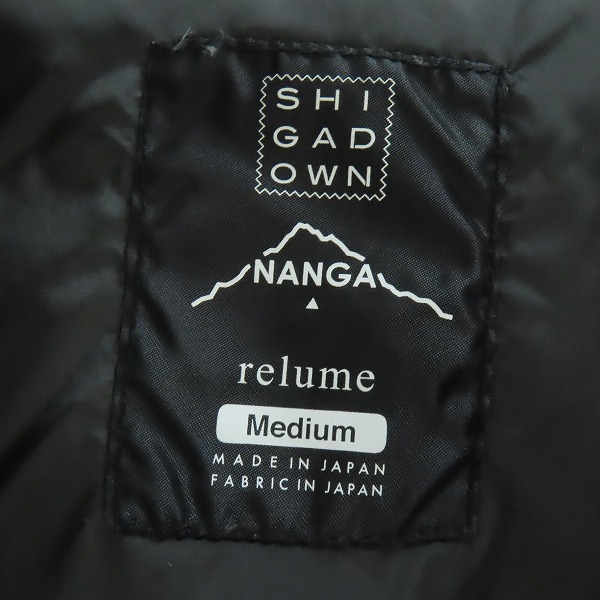 SHI
GAD
OWN
NANGA
relume
Medium
MADE IN JAPAN
FABRIC IN JAPAN